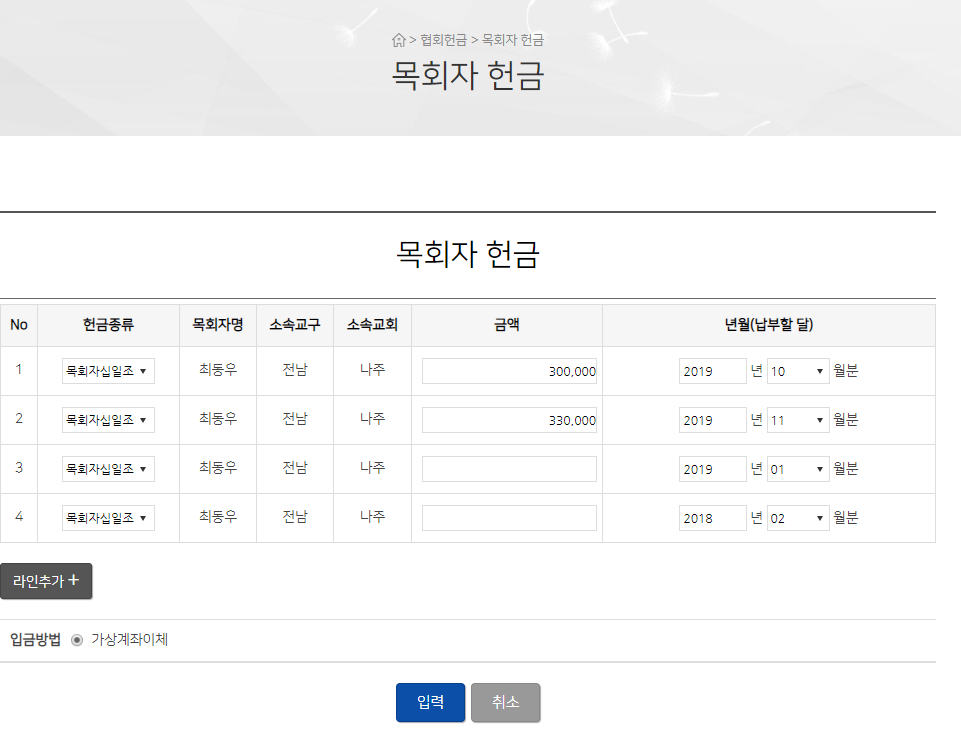 > 협회헌금 > 목회자 헌금
목회자 헌금
목회자 헌금
No 헌금종류 목회자명 소속교구 소속교회 금액 년월(납부할 달)
1 목회자십일조 최동우 전남 나주 300,000 2019 년 10 월분
2 목회자십일조 최동우 전남 나주 330,000 2019 년 11 월분
3 목회자십일조 최동우 전남 나주 2019 년 01 월분
4 목회자십일조 최동우 전남 나주 2018 년 02 월분
라인추가 +
입금방법 가상계좌이체
입력 취소